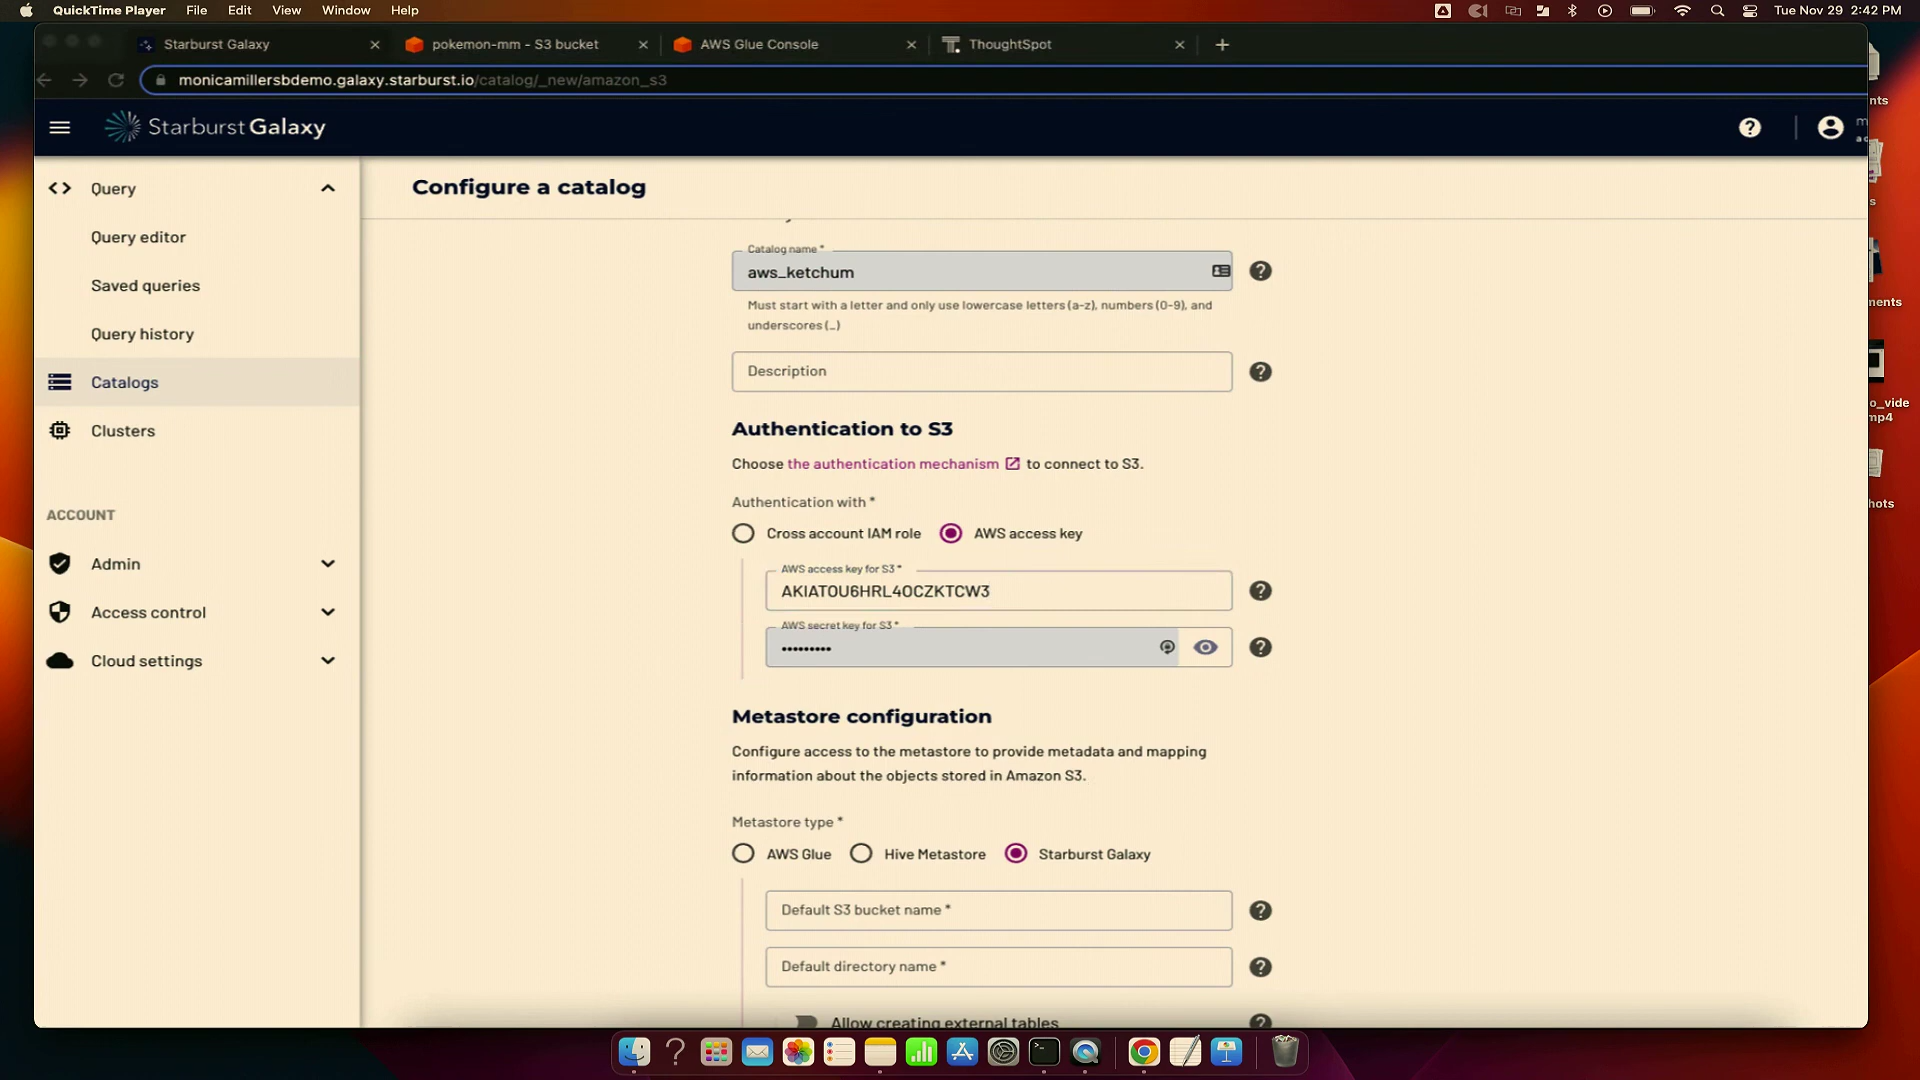 QuickTime Player File Edit View Window Help
Tue Nov 29 2:42 PM
Starburst Galaxy
pokemon-mm - S3 bucket
AWS Glue Console
ThoughtSpot
monicamillersbdemo.galaxy.starburst.io/catalog/_new/amazon_s3
Starburst Galaxy
Query
Query editor
Saved queries
Query history
Catalogs
Clusters
ACCOUNT
Admin
Access control
Cloud settings
Configure a catalog
Catalog name *
aws_ketchum
Must start with a letter and only use lowercase letters (a-z), numbers (0-9), and
underscores (_)
Description
Authentication to S3
Choose the authentication mechanism to connect to S3.
Authentication with *
Cross account IAM role AWS access key
AWS access key for S3 *
AKIATOU6HRL4OCZKTCW3
AWS secret key for S3 *
•••••••••
Metastore configuration
Configure access to the metastore to provide metadata and mapping
information about the objects stored in Amazon S3.
Metastore type *
AWS Glue Hive Metastore Starburst Galaxy
Default S3 bucket name *
Default directory name *
Allow creating external tables
nts
s
nents
o_vide
mp4
hots